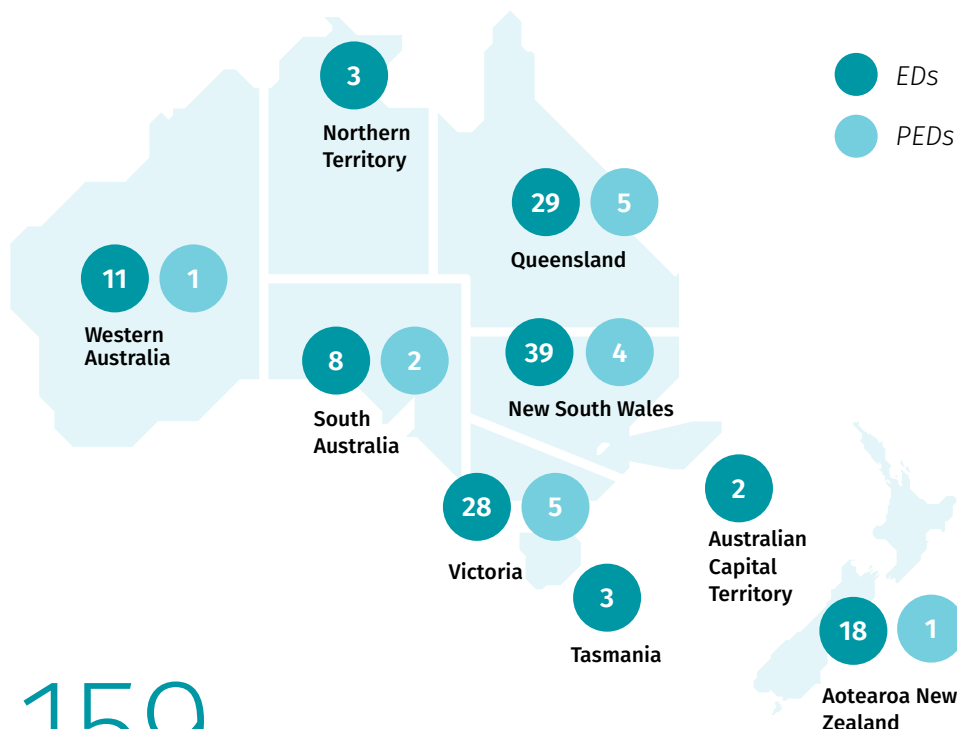 3
Northern
Territory
EDs
PEDs
29 5
Queensland
11 1
Western
Australia
8 2
South
Australia
39 4
New South Wales
28 5
Victoria
2
Australian
Capital
Territory
3
Tasmania
18 1
Aotearoa New
Zealand
159